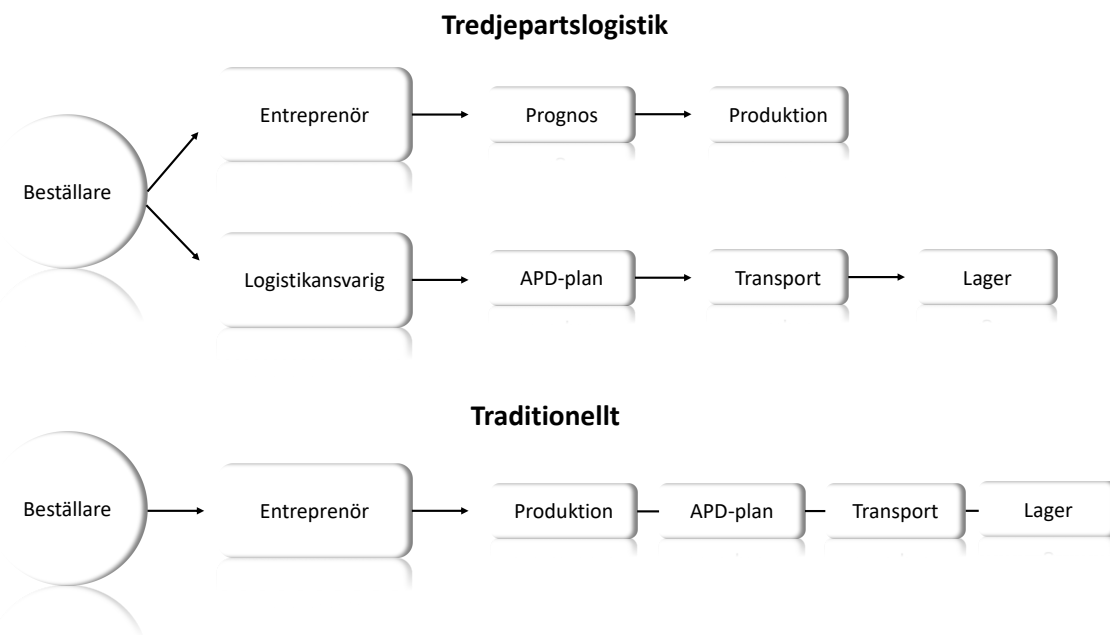 Tredjepartslogistik
Entreprenör
Prognos
Produktion
Beställare
Logistikansvarig
APD-plan
Transport
Lager
Traditionellt
Beställare
Entreprenör
Produktion
APD-plan
Transport
Lager